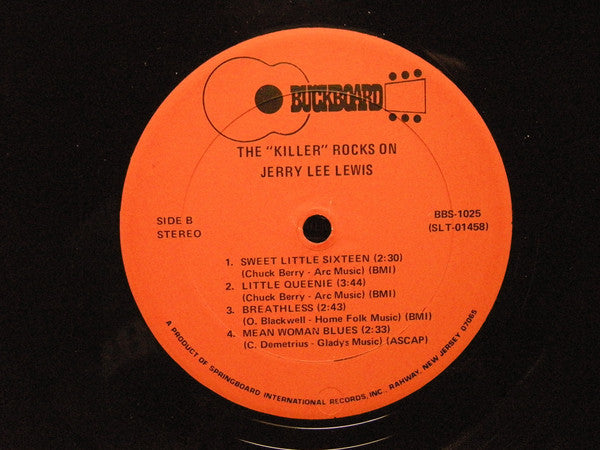 BUCKBOARD
THE "KILLER" ROCKS ON
JERRY LEE LEWIS
SIDE B
STEREO
BBS-1025
(SLT-01458)
1. SWEET LITTLE SIXTEEN (2:30)
(Chuck Berry - Arc Music) (BMI)
2. LITTLE QUEENIE (3:44)
(Chuck Berry - Arc Music) (BMI)
3. BREATHLESS (2:43)
(O. Blackwell - Home Folk Music) (BMI)
4. MEAN WOMAN BLUES (2:33)
(C. Demetrius - Gladys Music) (ASCAP)
A PRODUCT OF SPRINGBOARD INTERNATIONAL RECORDS, INC., RAHWAY, NEW JERSEY 07065